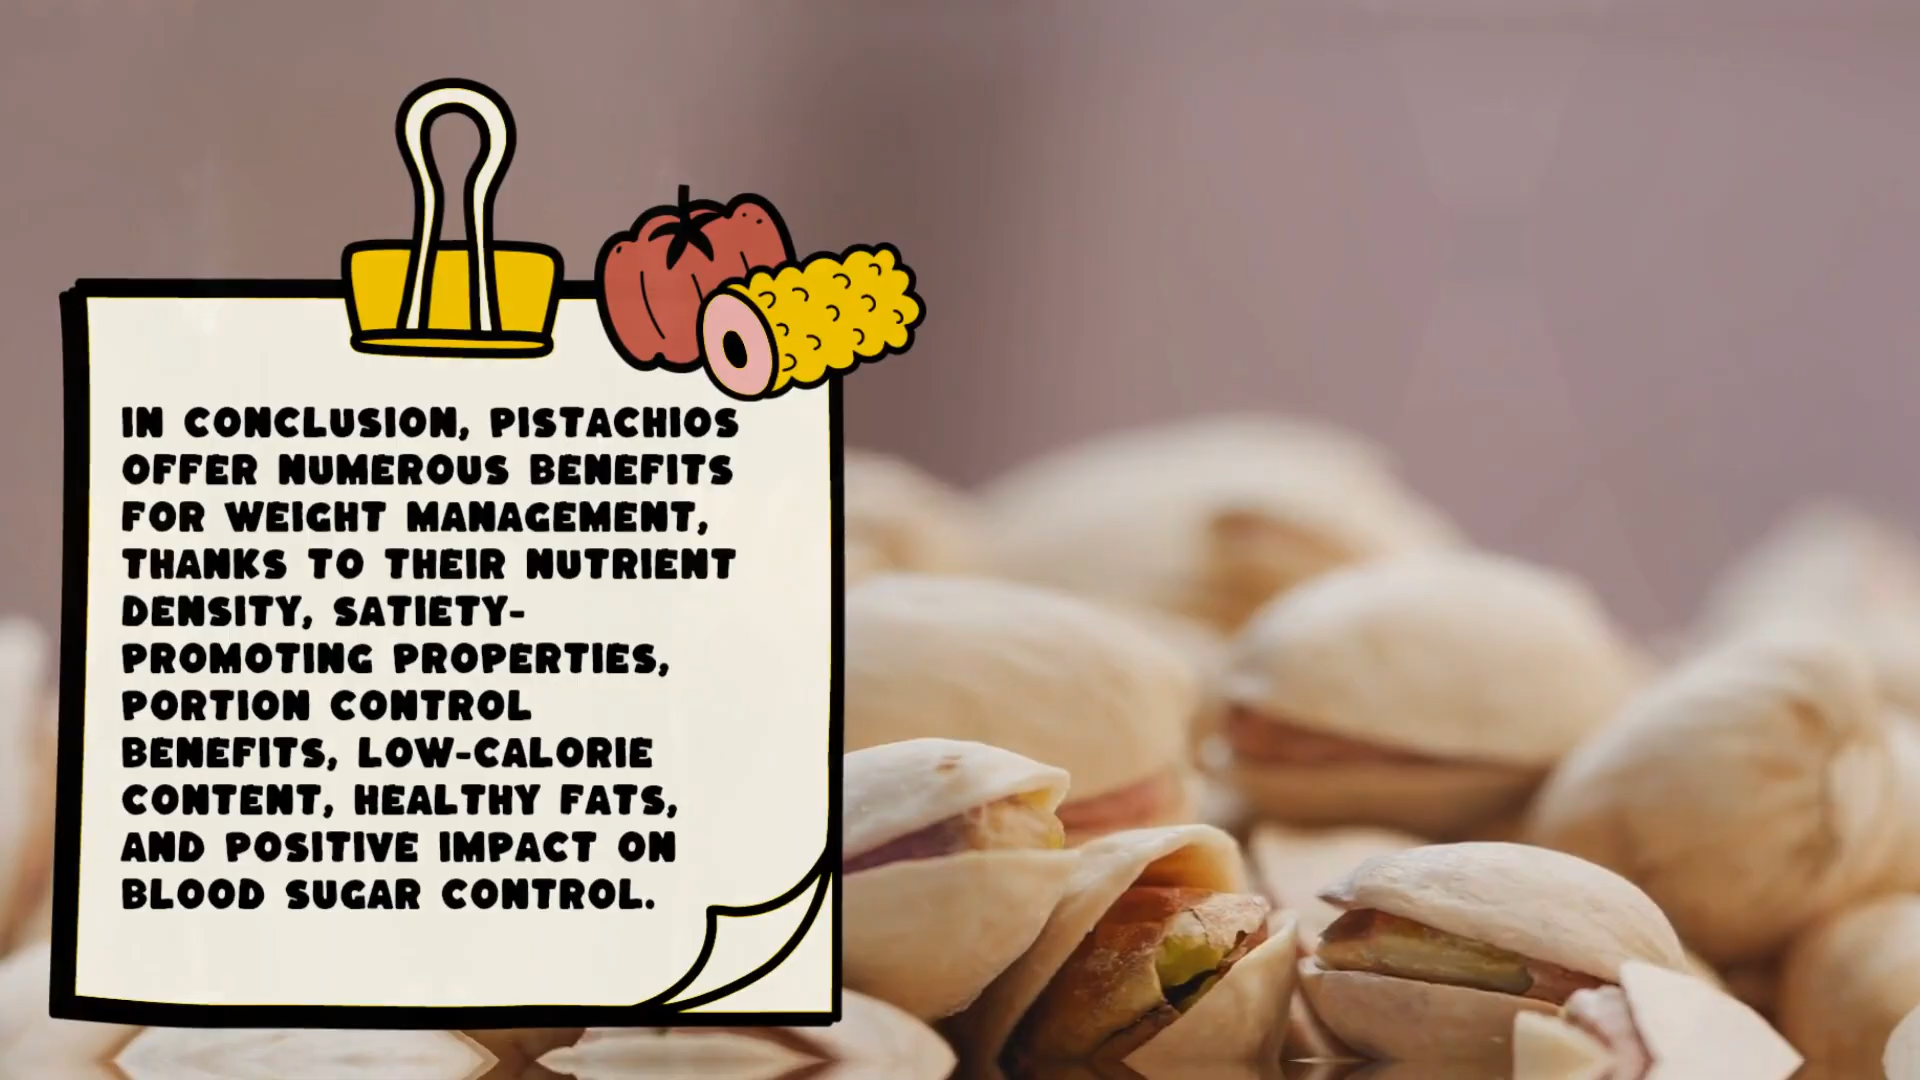 IN CONCLUSION, PISTACHIOS
OFFER NUMEROUS BENEFITS
FOR WEIGHT MANAGEMENT,
THANKS TO THEIR NUTRIENT
DENSITY, SATIETY-
PROMOTING PROPERTIES,
PORTION CONTROL
BENEFITS, LOW-CALORIE
CONTENT, HEALTHY FATS,
AND POSITIVE IMPACT ON
BLOOD SUGAR CONTROL.